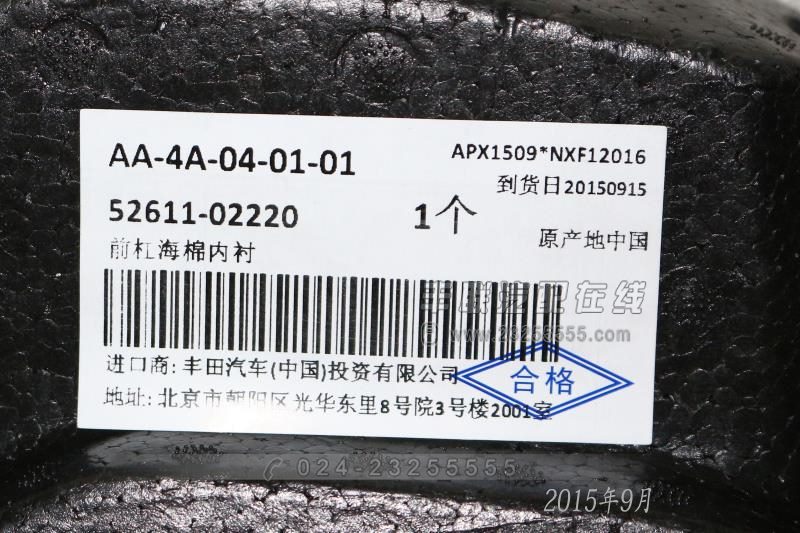 AA-4A-04-01-01
APX1509*NXF12016
到货日20150915
52611-02220
1个
原产地中国
前杠海棉内衬
www.23255555.com
进口商: 丰田汽车(中国)投资有限公司
合格
地址: 北京市朝阳区光华东里8号院3号楼2001室
024-23255555
2015年9月